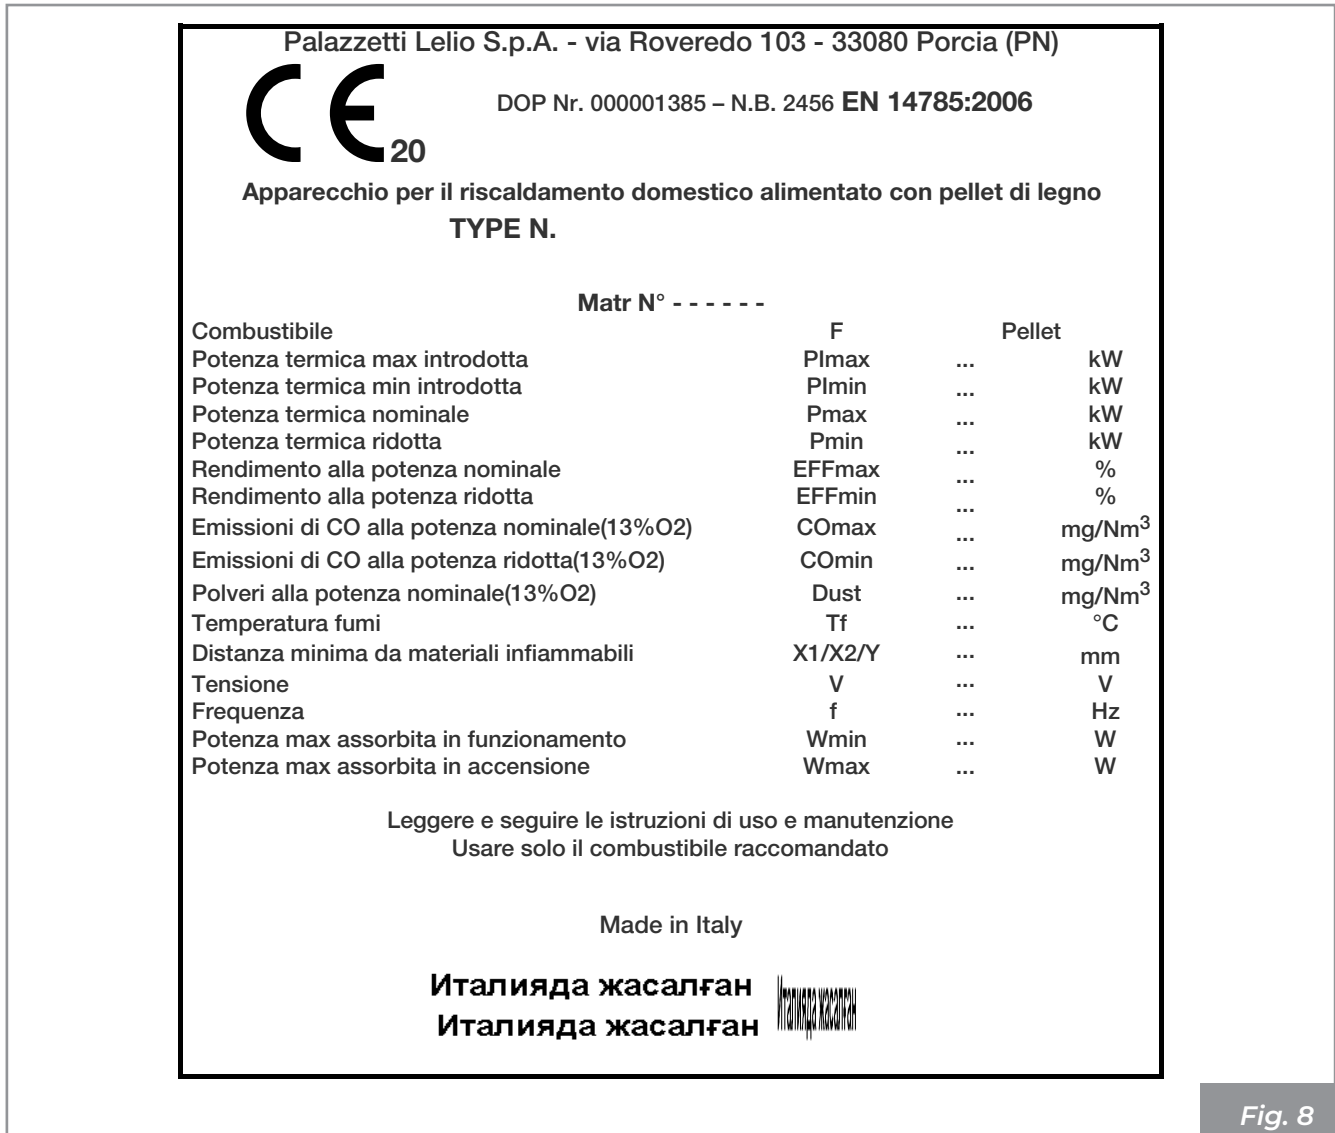 Palazzetti Lelio S.p.A. - via Roveredo 103 - 33080 Porcia (PN)
CE 20
DOP Nr. 000001385 – N.B. 2456 EN 14785:2006
Apparecchio per il riscaldamento domestico alimentato con pellet di legno
TYPE N.
Matr N° - - - - - -
Combustibile F Pellet
Potenza termica max introdotta PImax ... kW
Potenza termica min introdotta PImin ... kW
Potenza termica nominale Pmax ... kW
Potenza termica ridotta Pmin ... kW
Rendimento alla potenza nominale EFFmax ... %
Rendimento alla potenza ridotta EFFmin ... %
Emissioni di CO alla potenza nominale(13%O2) COmax ... mg/Nm³
Emissioni di CO alla potenza ridotta(13%O2) COmin ... mg/Nm³
Polveri alla potenza nominale(13%O2) Dust ... mg/Nm³
Temperatura fumi Tf ... °C
Distanza minima da materiali infiammabili X1/X2/Y ... mm
Tensione V ... V
Frequenza f ... Hz
Potenza max assorbita in funzionamento Wmin ... W
Potenza max assorbita in accensione Wmax ... W
Leggere e seguire le istruzioni di uso e manutenzione
Usare solo il combustibile raccomandato
Made in Italy
Италияда жасалған
Италияда жасалған
Италияда жасалған
Fig. 8